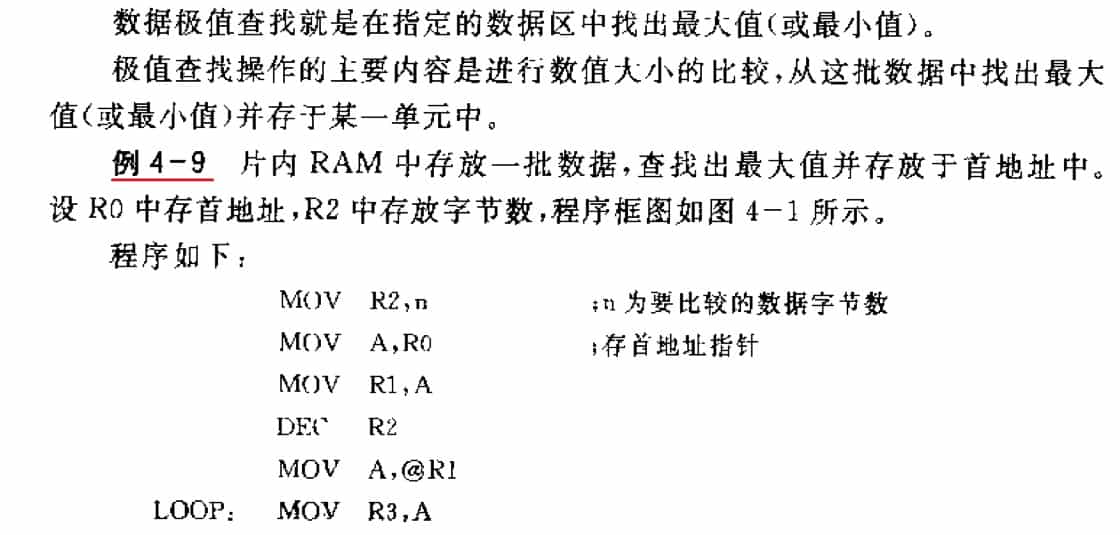 数据极值查找就是在指定的数据区中找出最大值(或最小值)。
极值查找操作的主要内容是进行数值大小的比较,从这批数据中找出最大
值(或最小值)并存于某一单元中。
例 4-9 片内 RAM 中存放一批数据,查找出最大值并存放于首地址中。
设 R0 中存首地址,R2 中存放字节数,程序框图如图 4-1 所示。
程序如下:
MOV R2,n ;n 为要比较的数据字节数
MOV A,R0 ;存首地址指针
MOV R1,A
DEC R2
MOV A,@R1
LOOP: MOV R3,A